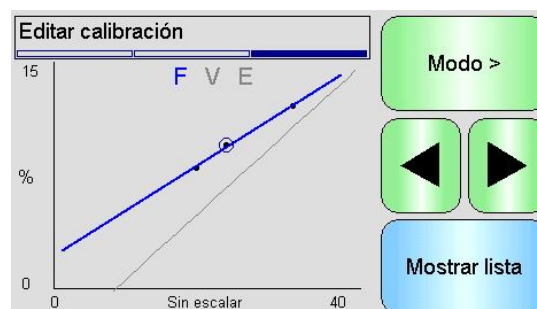 Editar calibración
Modo >
15
F V E
%
Mostrar lista
0
0 Sin escalar 40